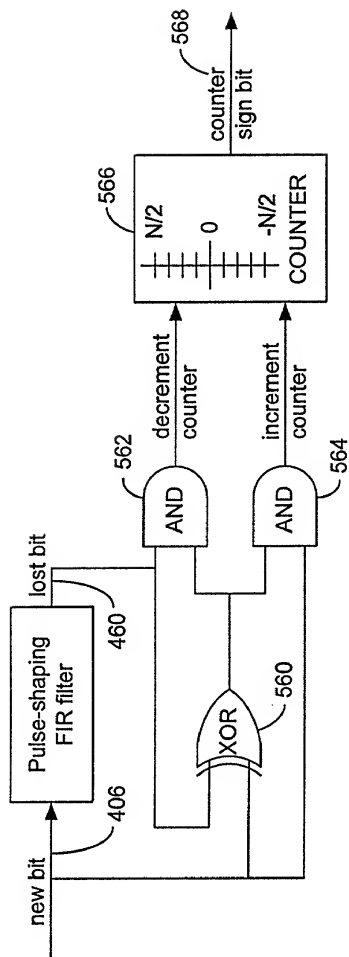 new bit
406
Pulse-shaping
FIR filter
lost bit
460
XOR
560
AND
562
AND
564
decrement
counter
increment
counter
566
N/2
0
-N/2
COUNTER
counter
sign bit
568